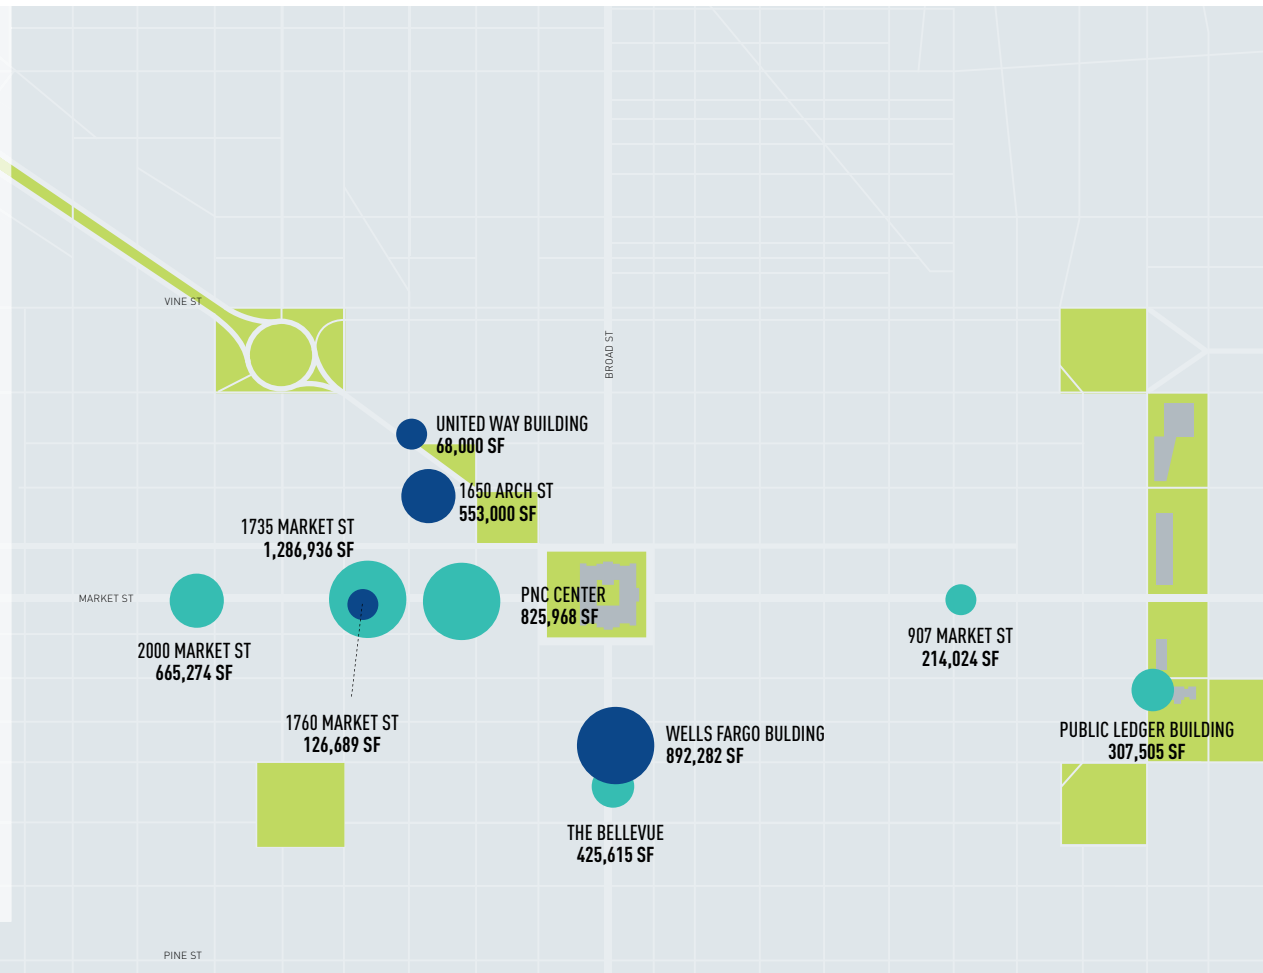 VINE ST
BROAD ST
UNITED WAY BUILDING
68,000 SF
1650 ARCH ST
553,000 SF
1735 MARKET ST
1,286,936 SF
MARKET ST
PNC CENTER
825,968 SF
2000 MARKET ST
665,274 SF
907 MARKET ST
214,024 SF
1760 MARKET ST
126,689 SF
WELLS FARGO BULDING
892,282 SF
PUBLIC LEDGER BUILDING
307,505 SF
THE BELLEVUE
425,615 SF
PINE ST